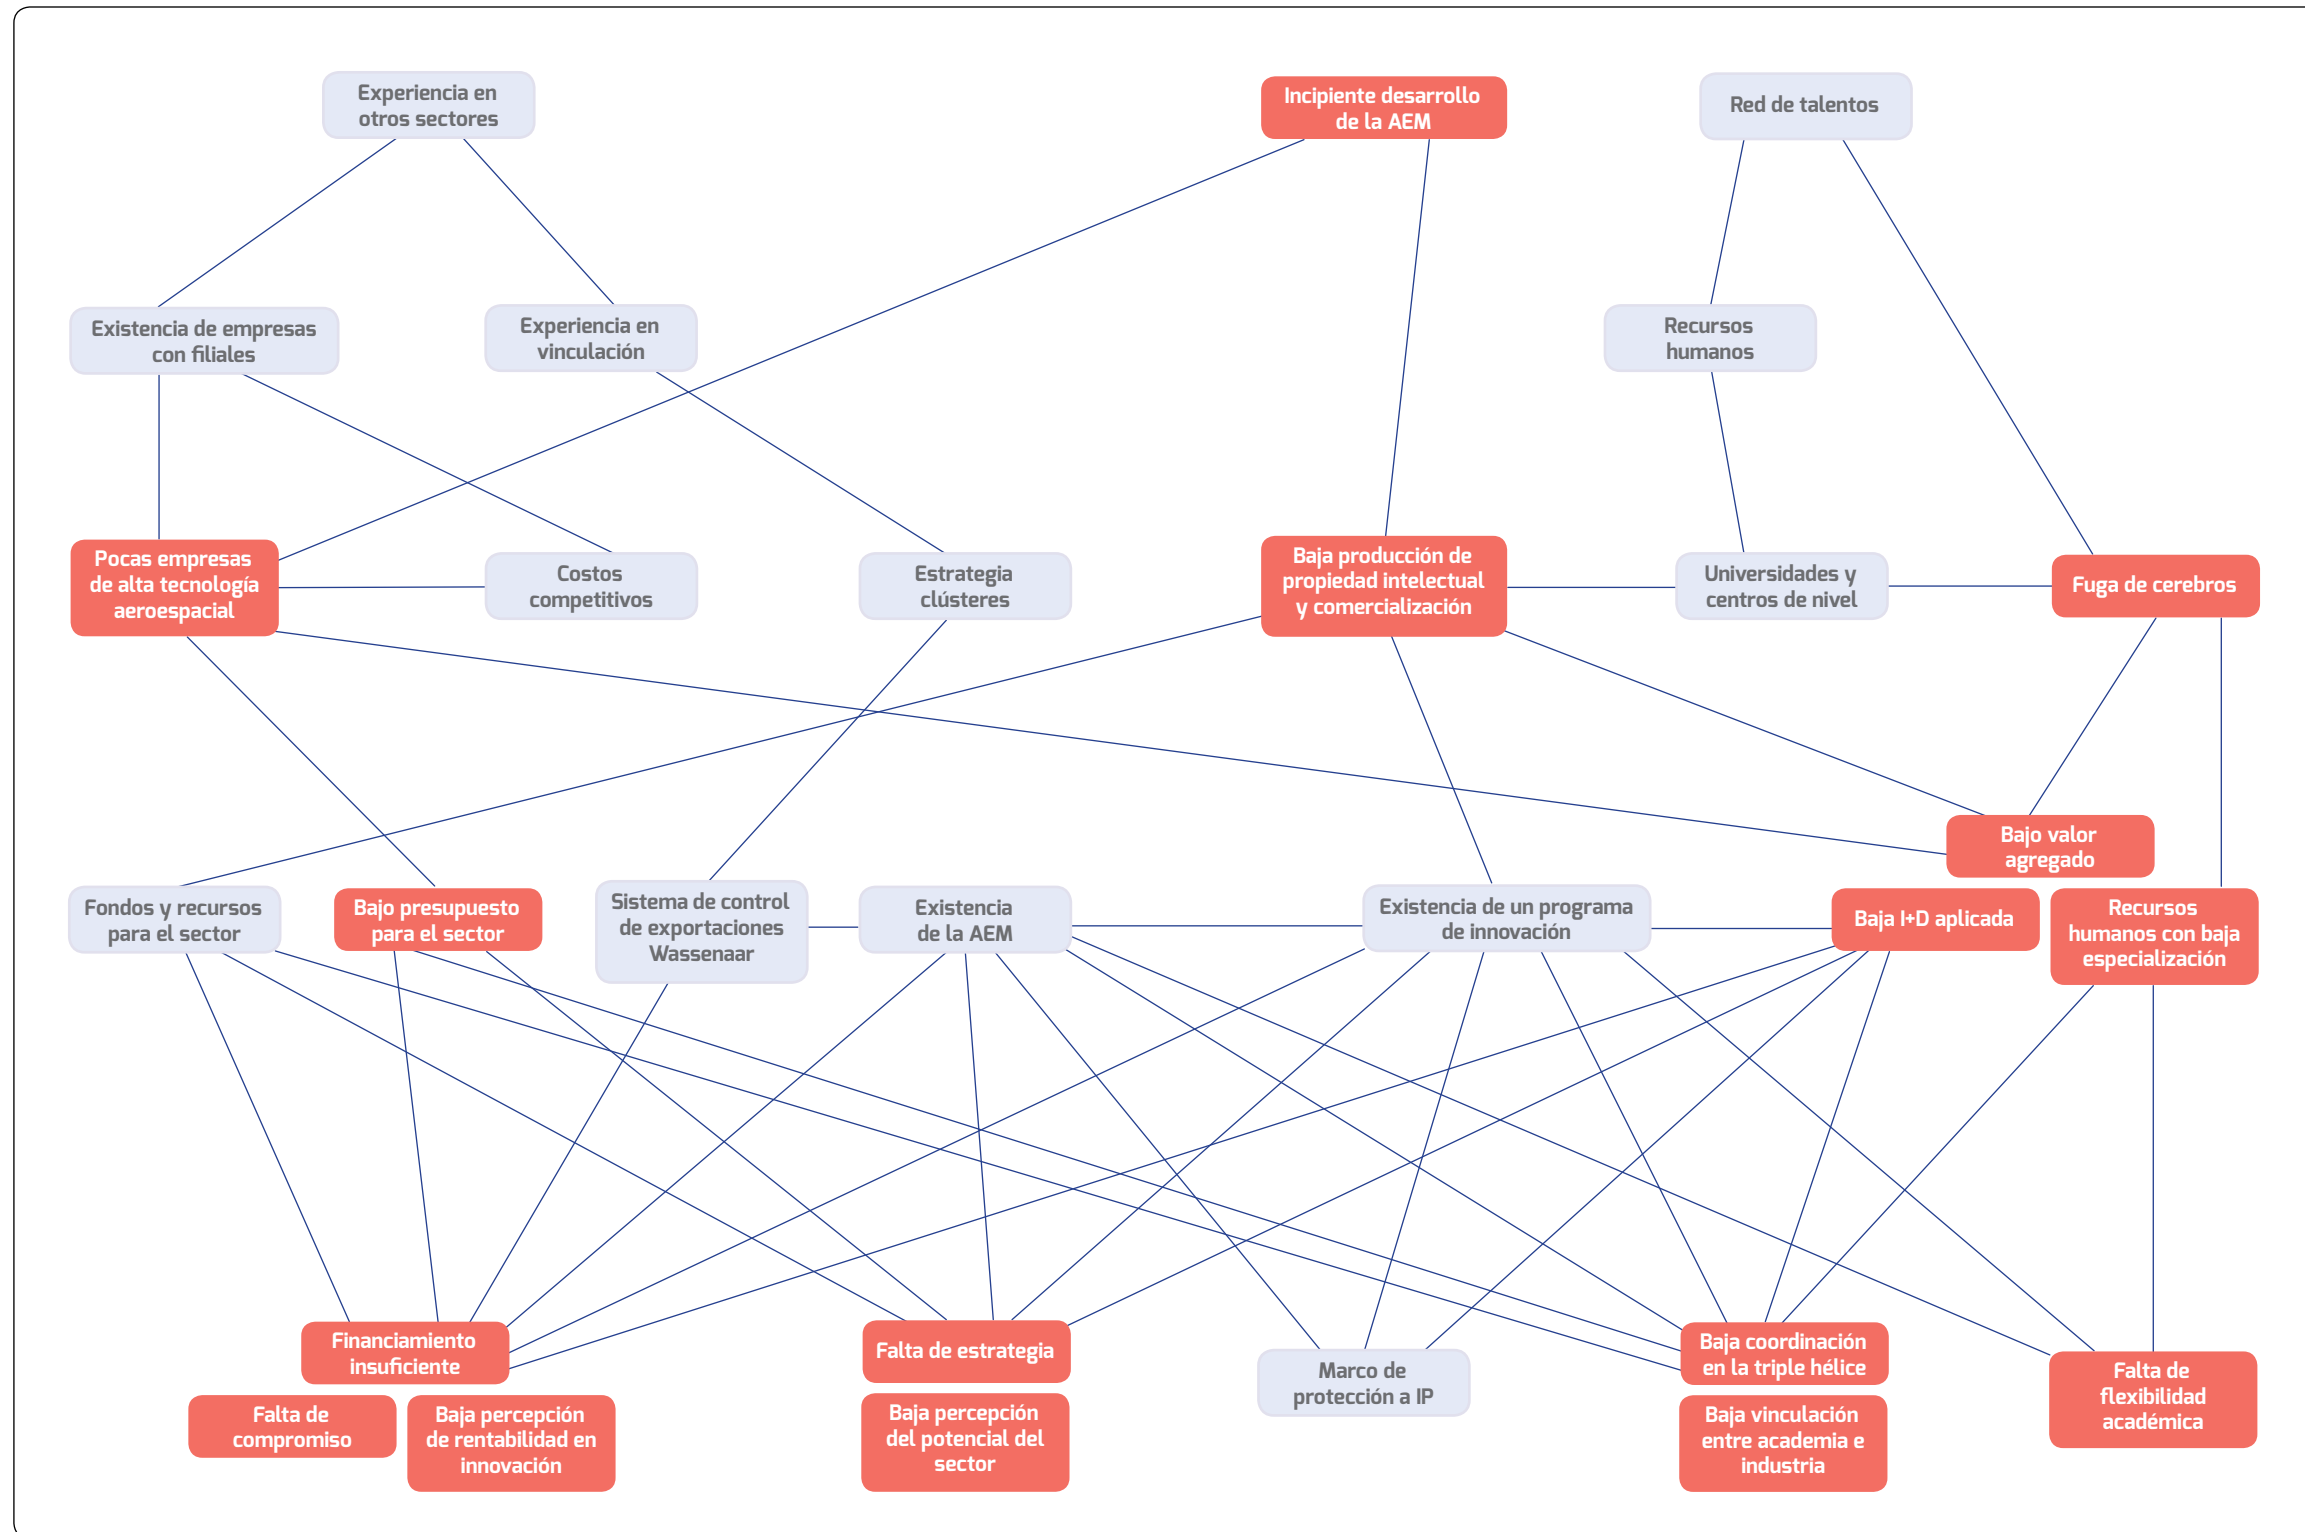 Experiencia en
otros sectores
Incipiente desarrollo
de la AEM
Red de talentos
Existencia de empresas
con filiales
Experiencia en
vinculación
Recursos
humanos
Pocas empresas
de alta tecnología
aeroespacial
Costos
competitivos
Estrategia
clústeres
Baja producción de
propiedad intelectual
y comercialización
Universidades y
centros de nivel
Fuga de cerebros
Bajo valor
agregado
Fondos y recursos
para el sector
Bajo presupuesto
para el sector
Sistema de control
de exportaciones
Wassenaar
Existencia
de la AEM
Existencia de un programa
de innovación
Baja I+D aplicada
Recursos
humanos con baja
especialización
Financiamiento
insuficiente
Falta de estrategia
Marco de
protección a IP
Baja coordinación
en la triple hélice
Falta de
flexibilidad
académica
Falta de
compromiso
Baja percepción
de rentabilidad en
innovación
Baja percepción
del potencial del
sector
Baja vinculación
entre academia e
industria